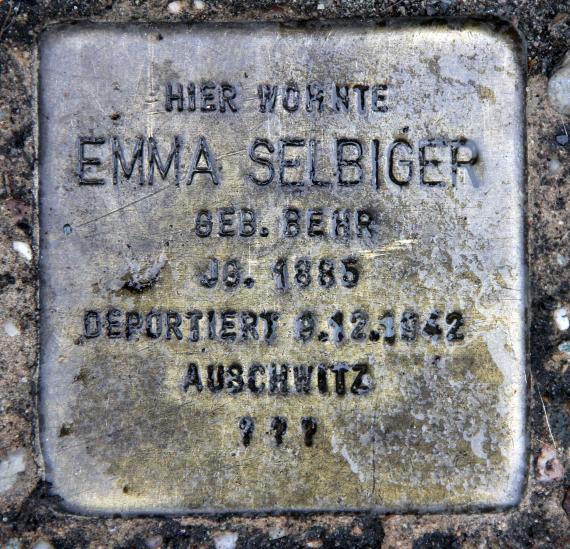 HIER WOHNTE
EMMA SELBIGER
GEB. BEHR
JG. 1885
DEPORTIERT 9.12.1942
AUSCHWITZ
? ? ?